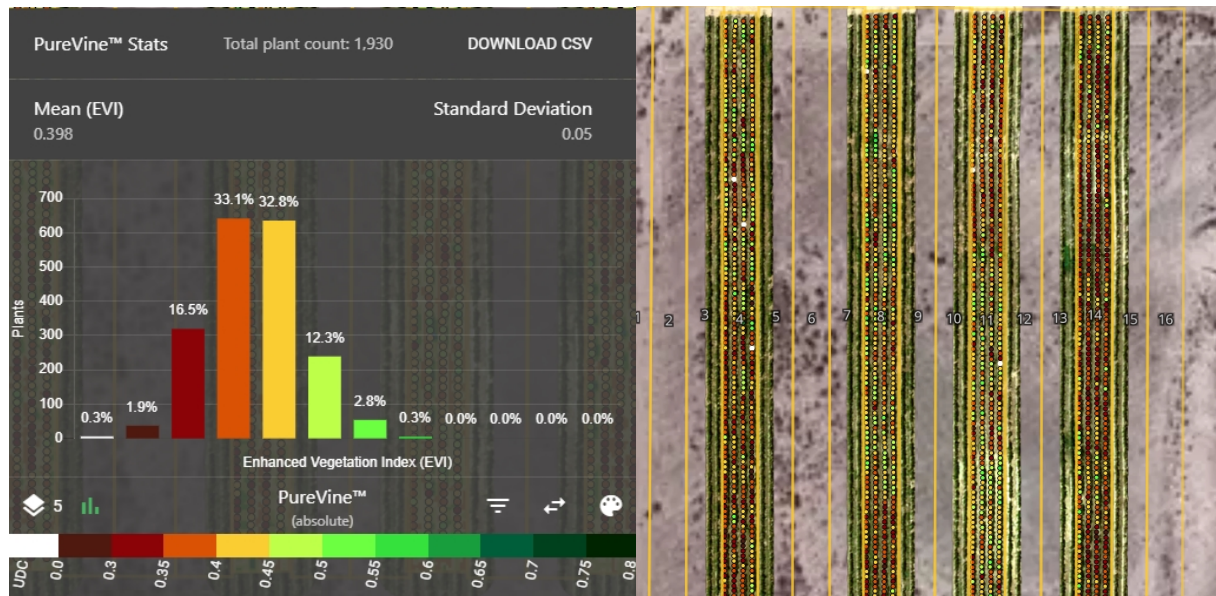 PureVine™ Stats Total plant count: 1,930 DOWNLOAD CSV
Mean (EVI) Standard Deviation
0.398 0.05
700
600
500
400
300
200
100
0
Plants
0.3% 1.9% 16.5% 33.1% 32.8% 12.3% 2.8% 0.3% 0.0% 0.0% 0.0% 0.0%
Enhanced Vegetation Index (EVI)
5 PureVine™
(absolute)
UDC 0.0 0.3 0.35 0.4 0.45 0.5 0.55 0.6 0.65 0.7 0.75 0.8
1 2 3 4 5 6 7 8 9 10 11 12 13 14 15 16